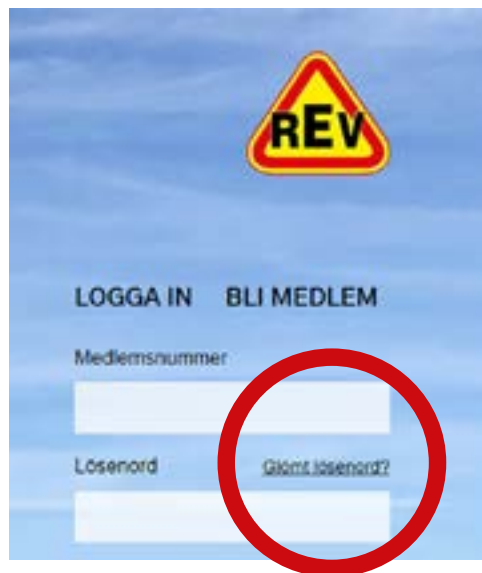 REV
LOGGA IN BLI MEDLEM
Medlemsnummer
Lösenord Glömt lösenord?